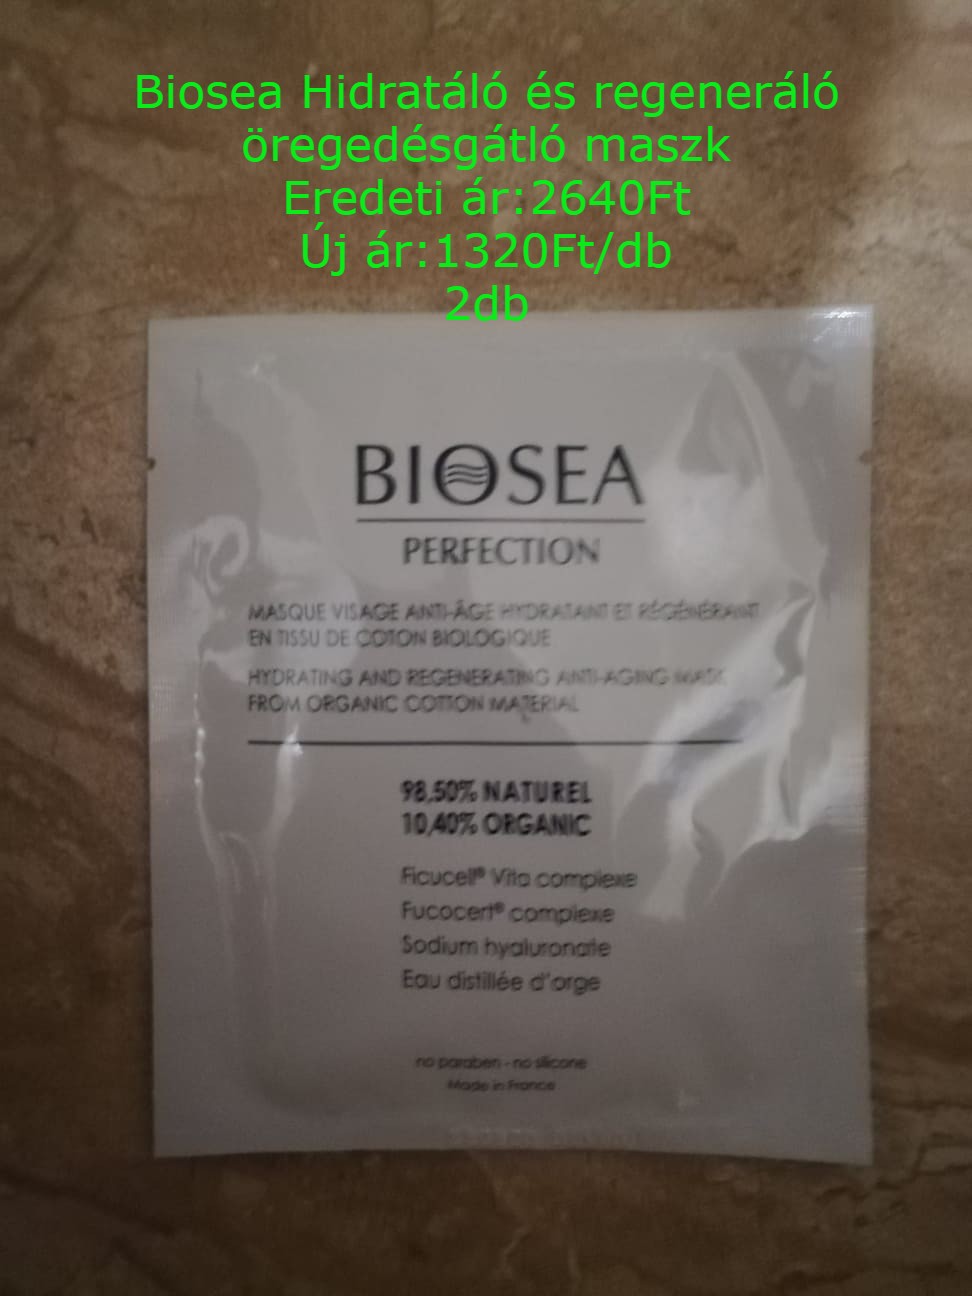 Biosea Hidratáló és regeneráló
öregedésgátló maszk
Eredeti ár:2640Ft
Új ár:1320Ft/db
2db
BIOSEA
PERFECTION
MASQUE VISAGE ANTI-ÂGE HYDRATANT ET RÉGÉNÉRANT
EN TISSU DE COTON BIOLOGIQUE
HYDRATING AND REGENERATING ANTI-AGING MASK
FROM ORGANIC COTTON MATERIAL
98,50% NATUREL
10,40% ORGANIC
Ficucell® Vita complexe
Fucocert® complexe
Sodium hyaluronate
Eau distillée d'orge
no paraben - no silicone
Made in France